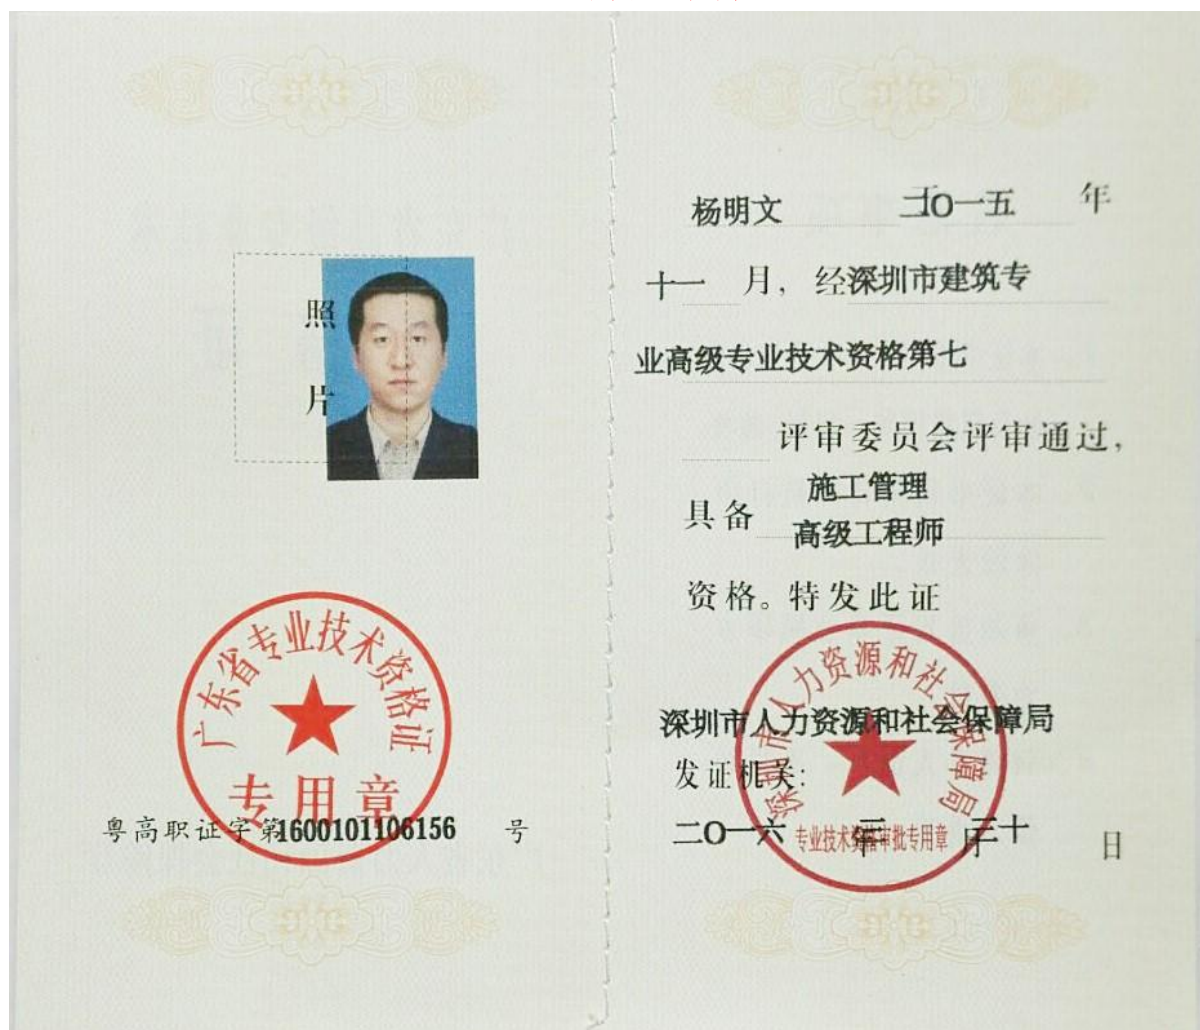 照
片
广东省专业技术资格证
专用章
粤高职证字第1600101106156 号
杨明文 于二〇一五 年
十一 月，经深圳市建筑专
业高级专业技术资格第七
评审委员会评审通过，
具备 施工管理
高级工程师
资格。特发此证
深圳市人力资源和社会保障局
深圳市人力资源和社会保障局
发证机关：
二〇一六 年 三 月 三十 日
专业技术资格审批专用章